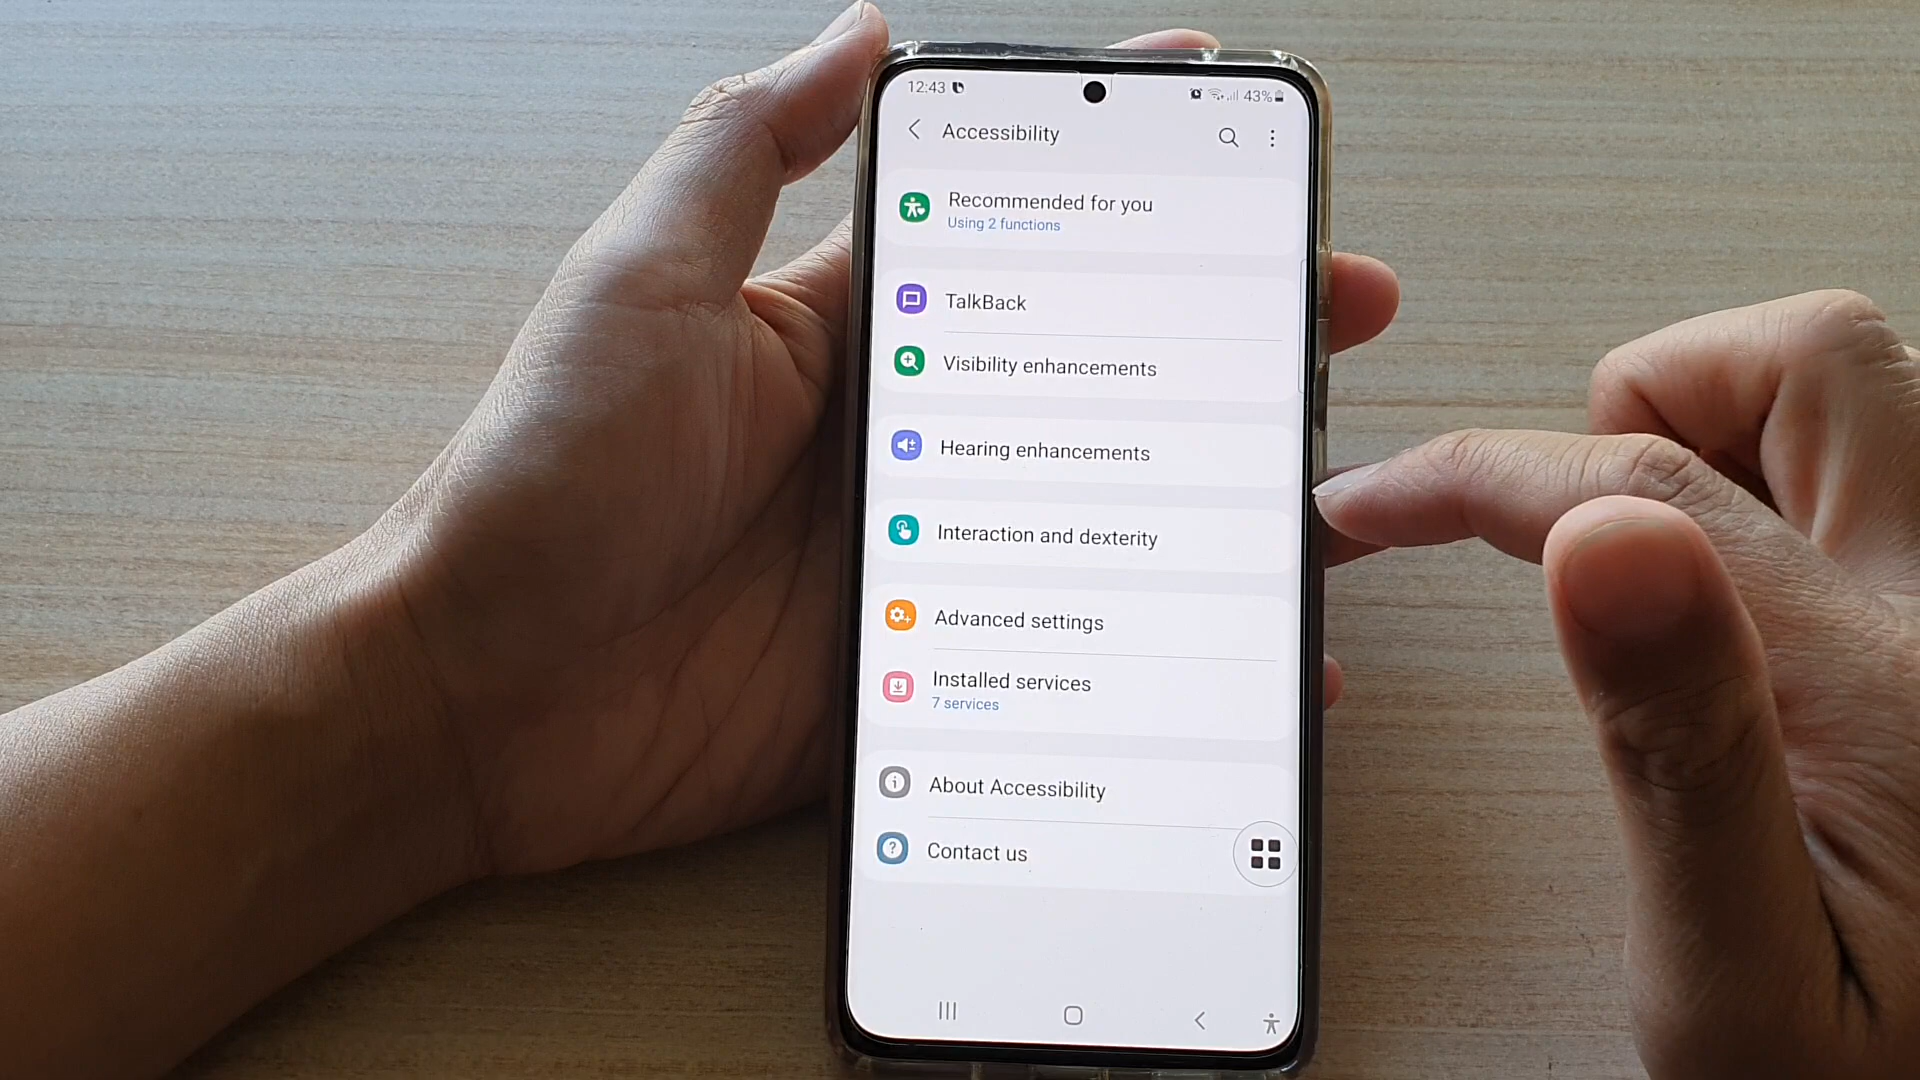 12:43
43%
Accessibility
Recommended for you
Using 2 functions
TalkBack
Visibility enhancements
Hearing enhancements
Interaction and dexterity
Advanced settings
Installed services
7 services
About Accessibility
Contact us